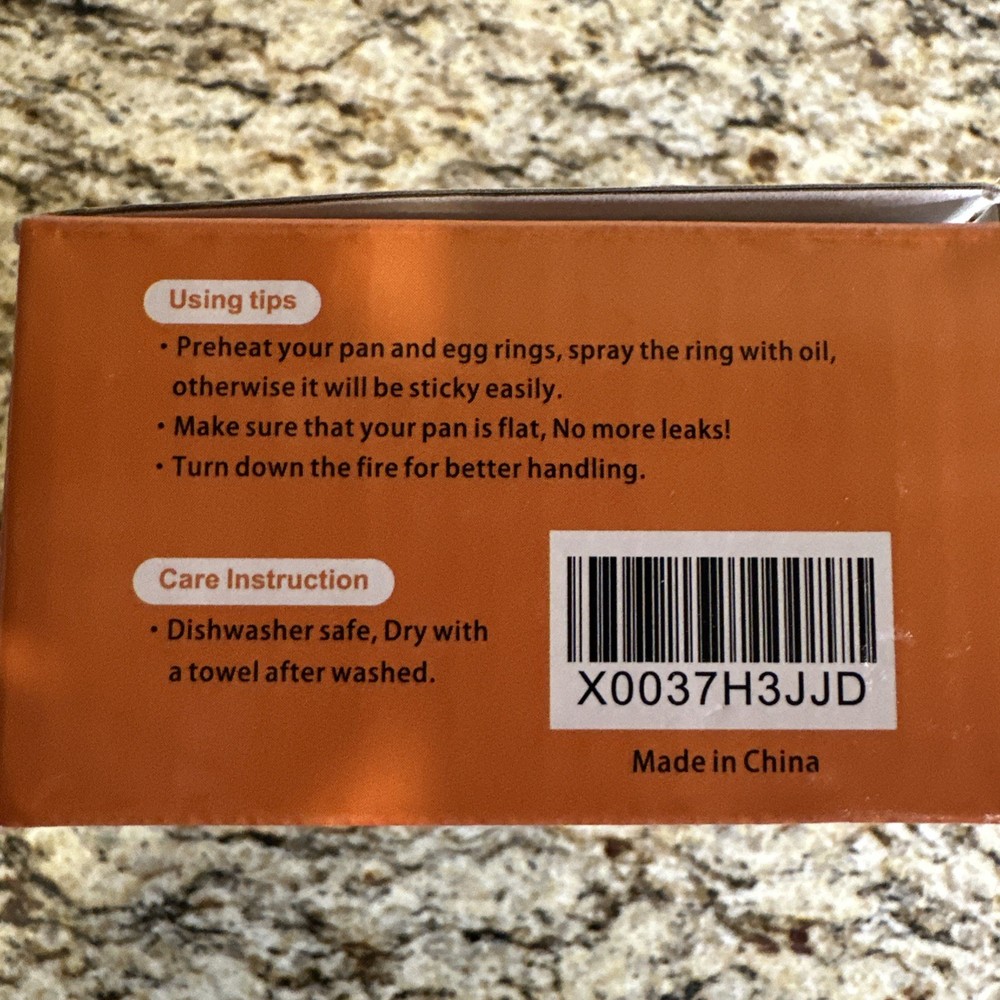 Using tips
· Preheat your pan and egg rings, spray the ring with oil,
otherwise it will be sticky easily.
· Make sure that your pan is flat, No more leaks!
· Turn down the fire for better handling.
Care Instruction
· Dishwasher safe, Dry with
a towel after washed.
X0037H3JJD
Made in China